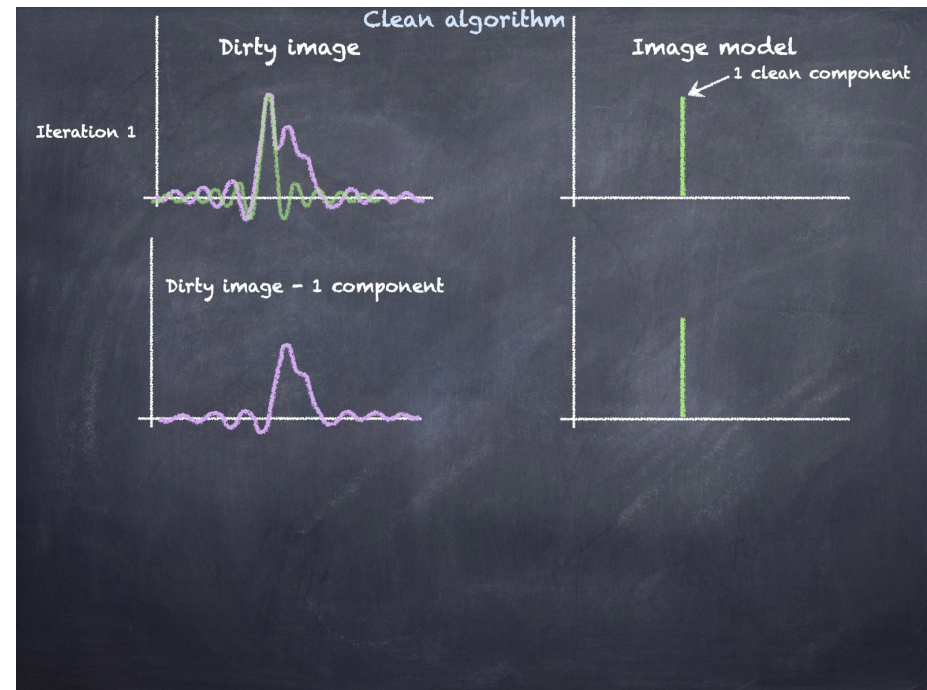 Clean algorithm
Dirty image
Image model
1 clean component
Iteration 1
Dirty image - 1 component